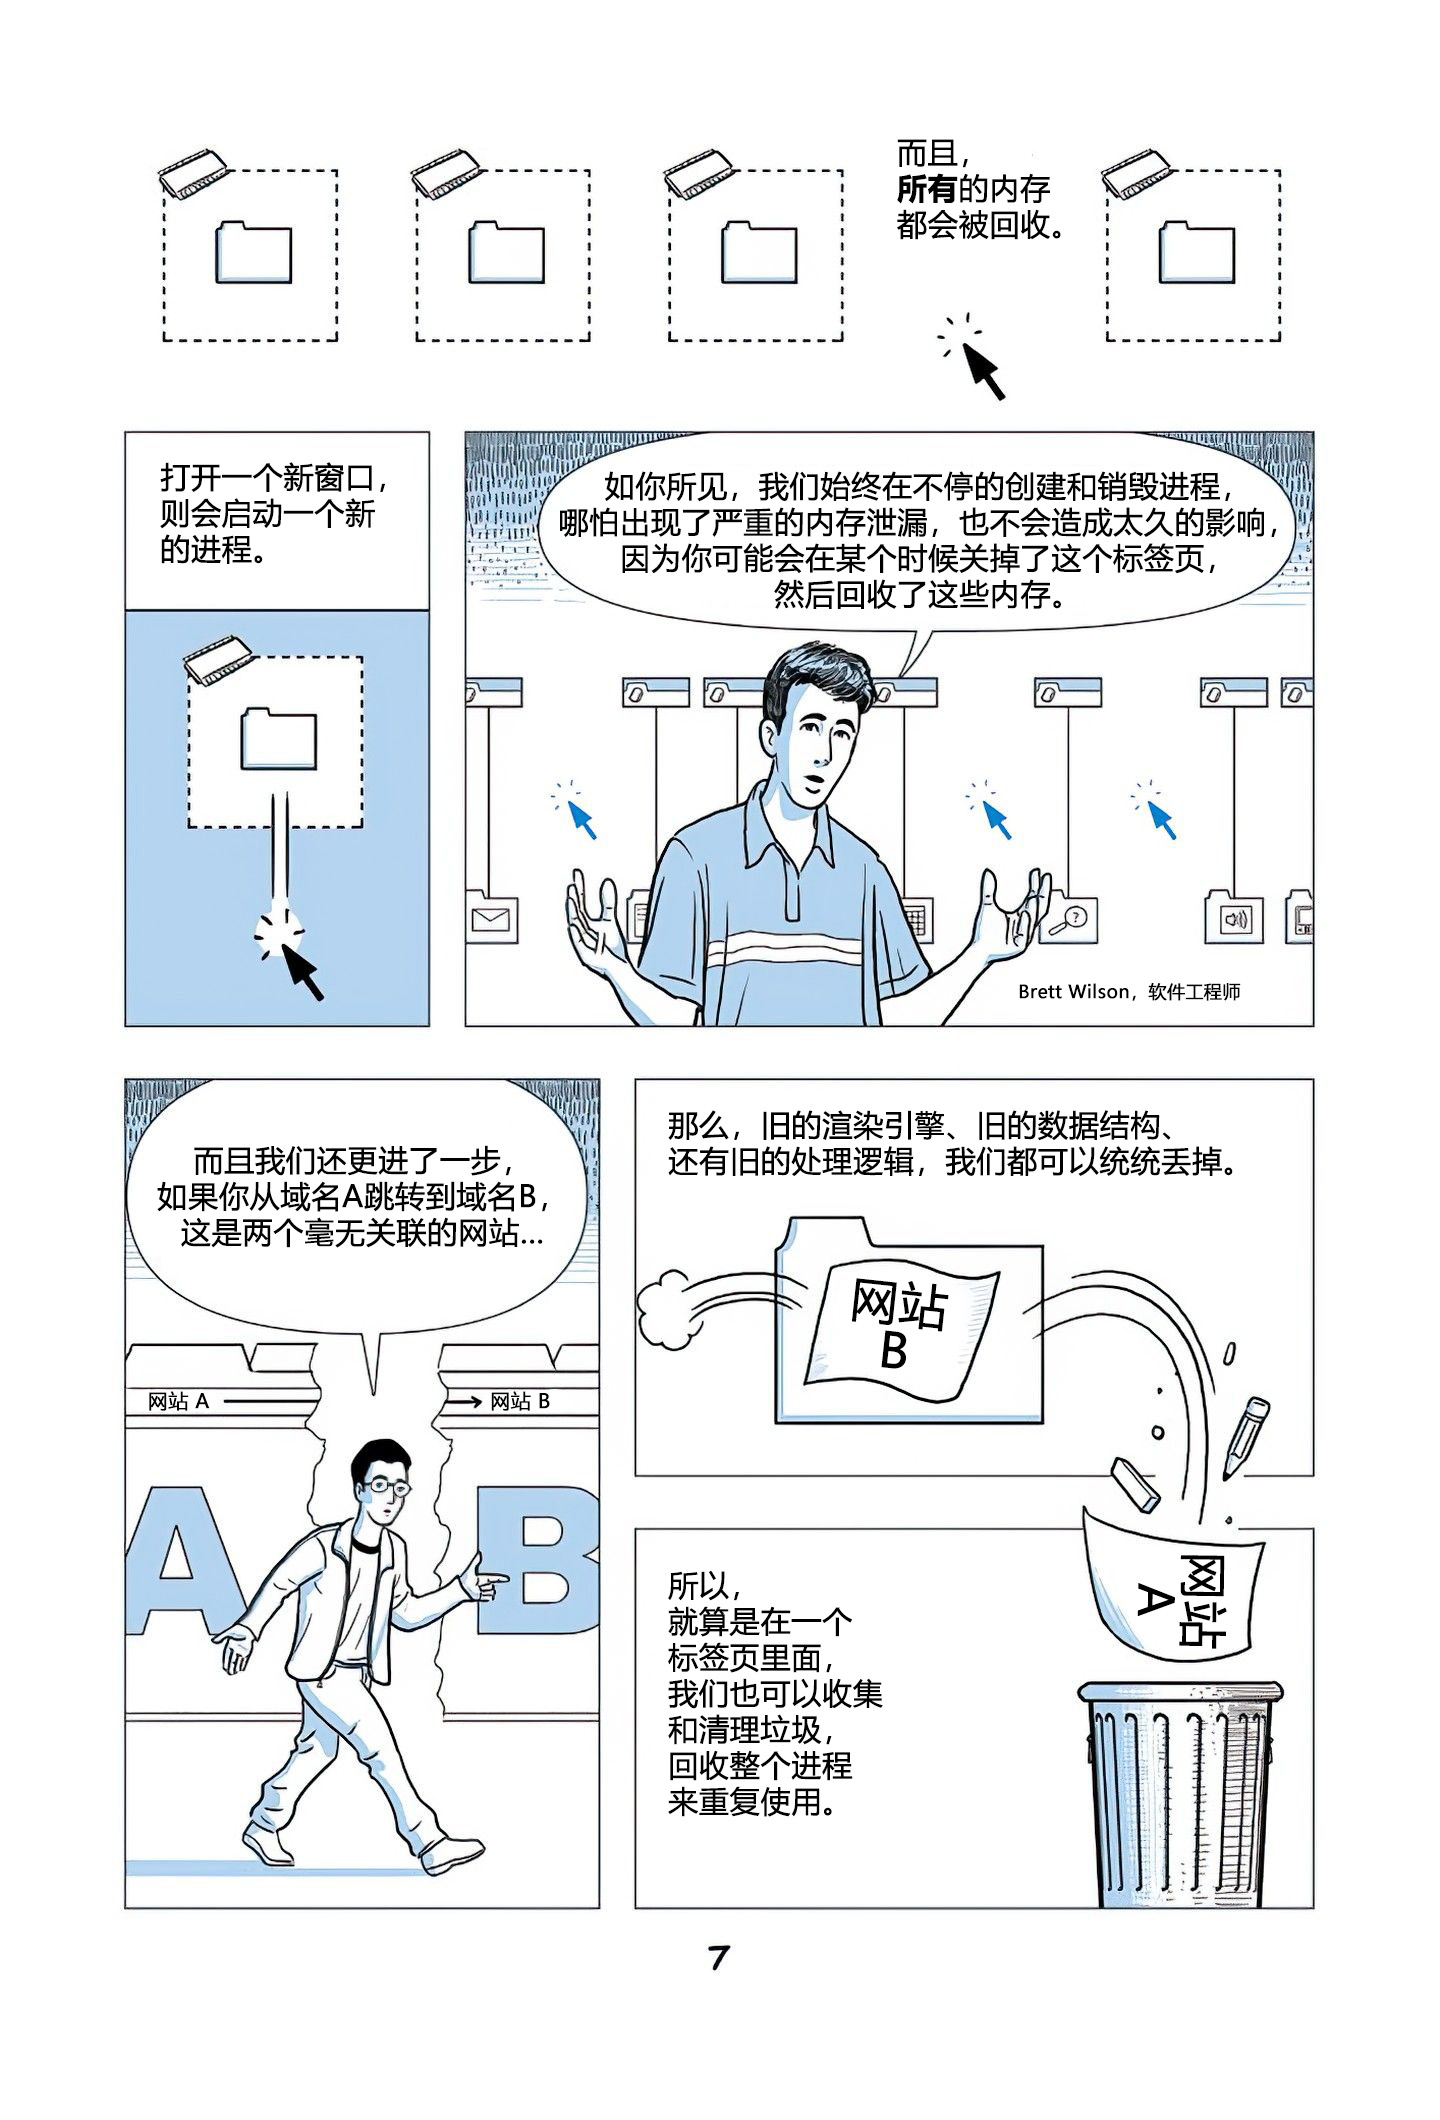 而且，
所有的内存
都会被回收。
打开一个新窗口，
则会启动一个新
的进程。
如你所见，我们始终在不停的创建和销毁进程，
哪怕出现了严重的内存泄漏，也不会造成太久的影响，
因为你可能会在某个时候关掉了这个标签页，
然后回收了这些内存。
?
Brett Wilson，软件工程师
而且我们还更进了一步，
如果你从域名A跳转到域名B，
这是两个毫无关联的网站...
网站 A
网站 B
A
B
那么，旧的渲染引擎、旧的数据结构、
还有旧的处理逻辑，我们都可以统统丢掉。
网站
B
网站
A
所以，
就算是在一个
标签页里面，
我们也可以收集
和清理垃圾，
回收整个进程
来重复使用。
7